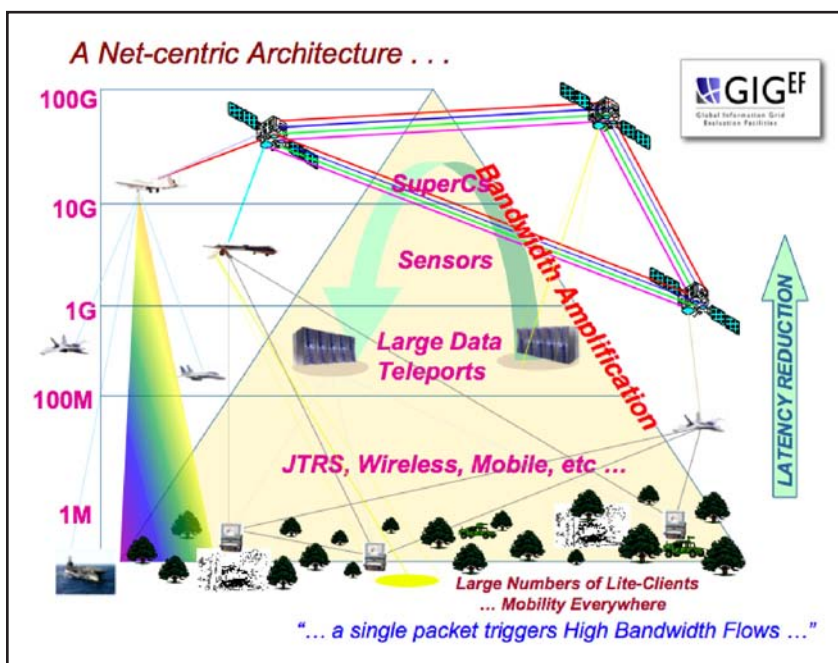 A Net-centric Architecture . . .
GIG EF
Global Information Grid
Evaluation Facilities
100G
SuperCs
Bandwidth Amplification
10G
Sensors
1G
LATENCY REDUCTION
Large Data
Teleports
100M
JTRS, Wireless, Mobile, etc ...
1M
Large Numbers of Lite-Clients
... Mobility Everywhere
“... a single packet triggers High Bandwidth Flows ...”